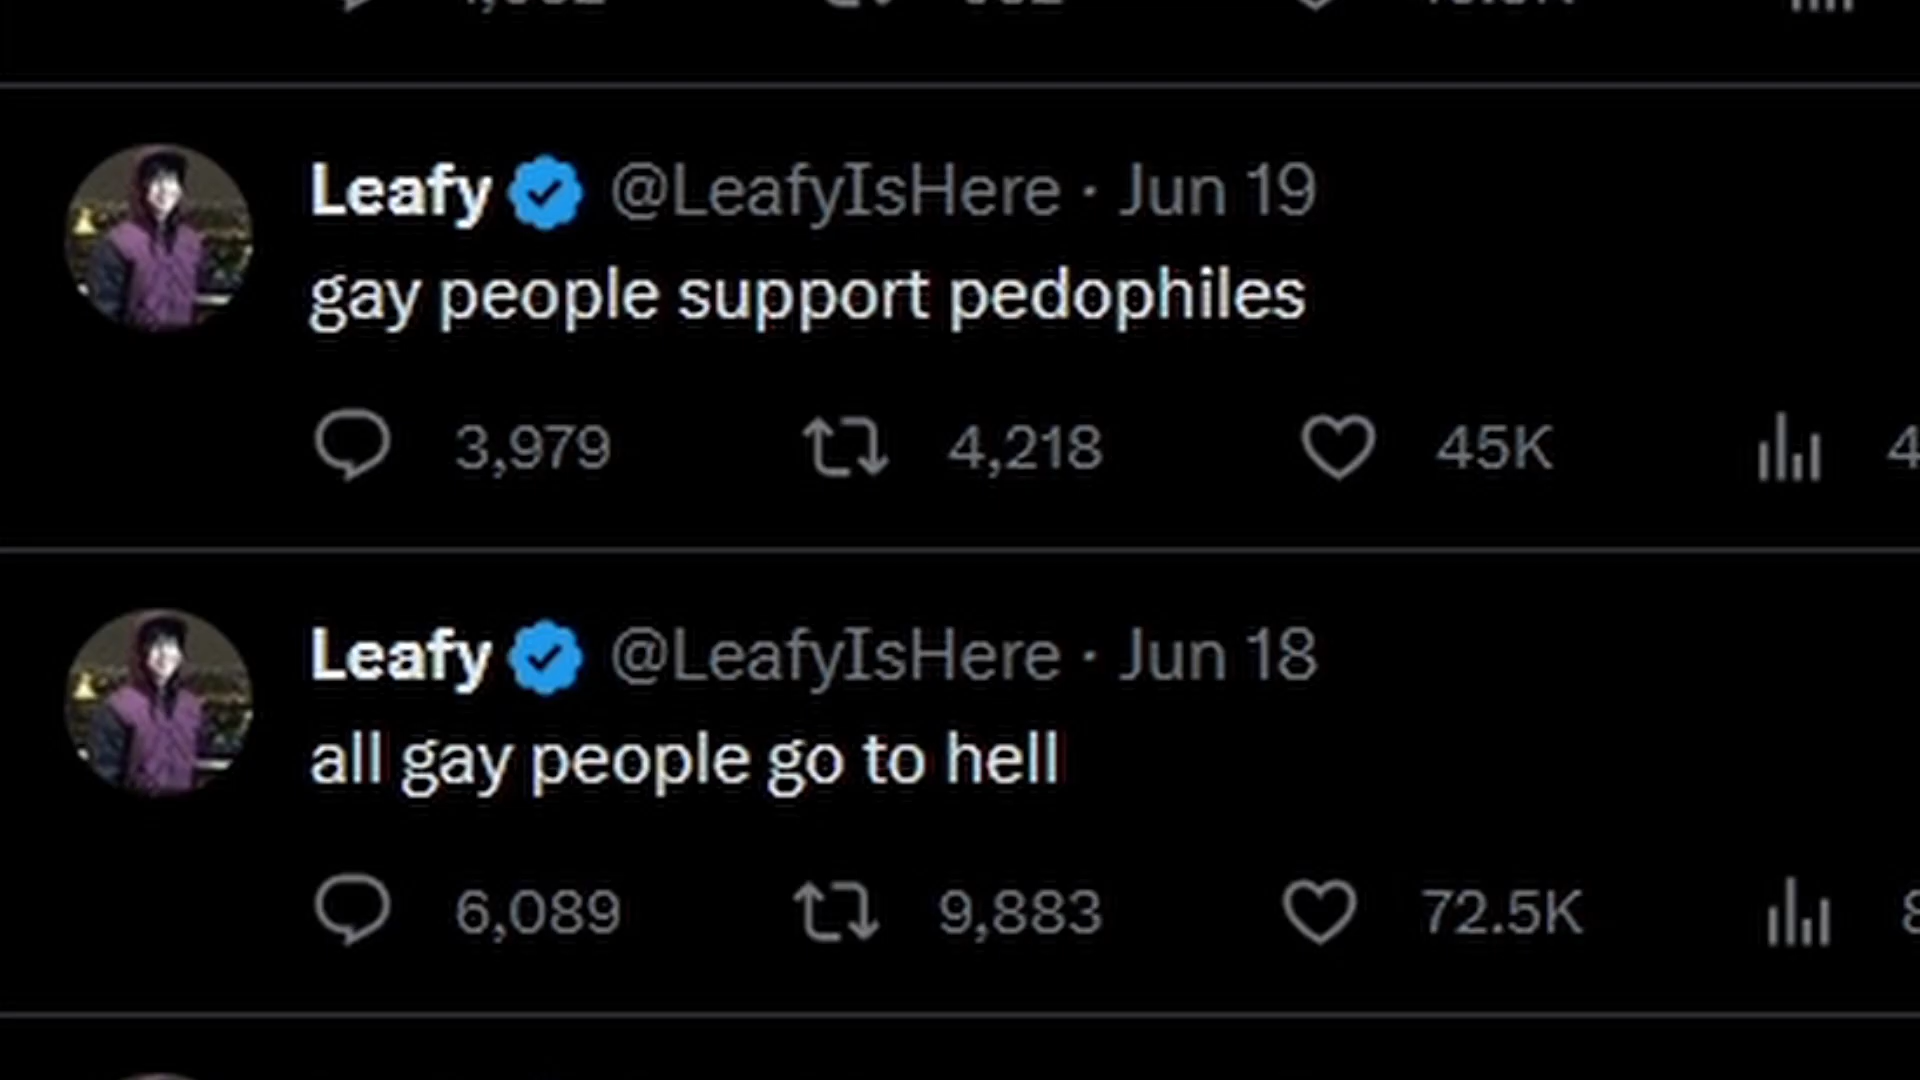 Leafy @LeafyIsHere · Jun 19
gay people support pedophiles
3,979 4,218 45K
Leafy @LeafyIsHere · Jun 18
all gay people go to hell
6,089 9,883 72.5K